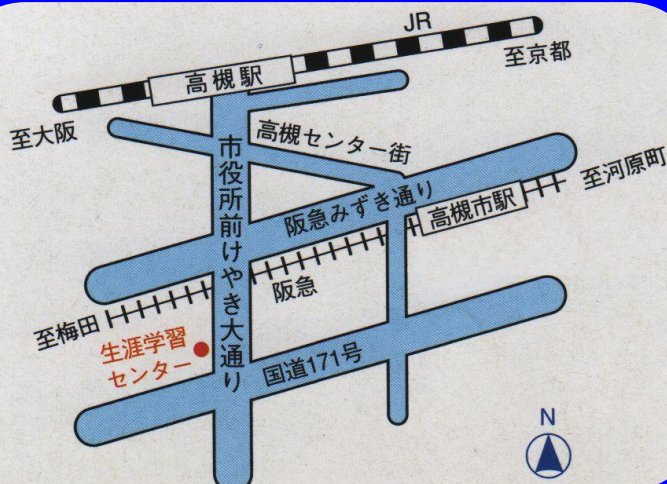 JR
高槻駅
至京都
至大阪
高槻センター街
市役所前けやき大通り
阪急みずき通り
高槻市駅
至河原町
阪急
至梅田
生涯学習
センター
国道171号
N